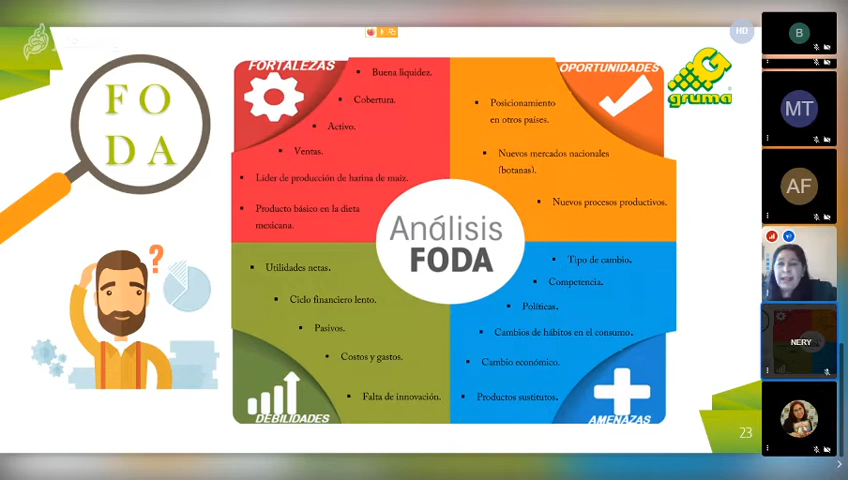 F O
D A
FORTALEZAS
Buena liquidez.
Cobertura.
Activo.
Ventas.
Líder de producción de harina de maíz.
Producto básico en la dieta
mexicana.
OPORTUNIDADES
Posicionamiento
en otros países.
Nuevos mercados nacionales
(botanas).
Nuevos procesos productivos.
GRUMA
Análisis
FODA
Utilidades netas.
Ciclo financiero lento.
Pasivos.
Costos y gastos.
Falta de innovación.
DEBILIDADES
Tipo de cambio.
Competencia.
Políticas.
Cambios de hábitos en el consumo.
Cambio económico.
Productos sustitutos.
AMENAZAS
?
23
HD
B
MT
AF
NERY